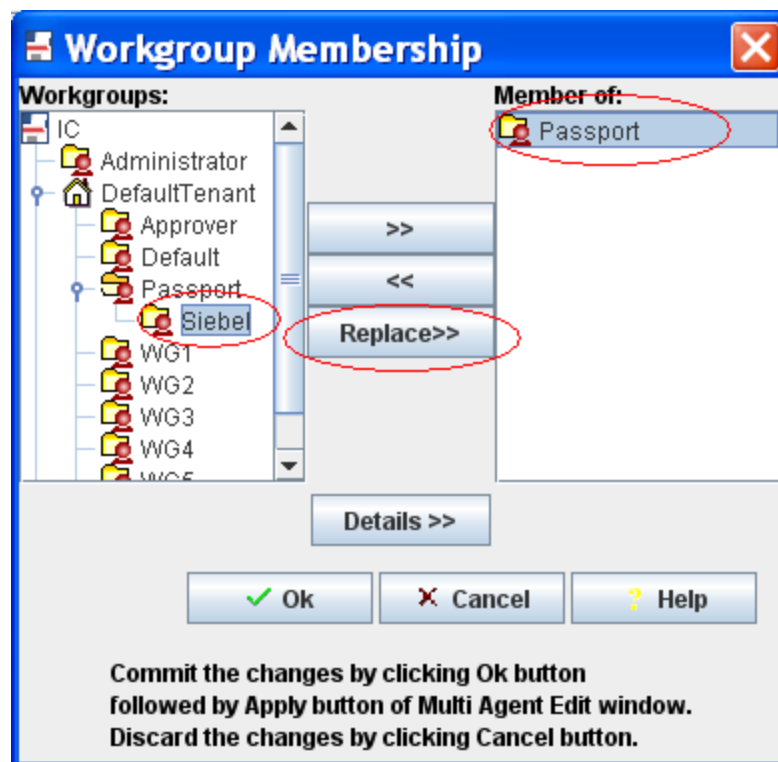 Workgroup Membership
Workgroups:
Member of:
IC
Administrator
DefaultTenant
Approver
Default
Passport
Siebel
WG1
WG2
WG3
WG4
WG5
Passport
>>
<<
Replace>>
Details >>
Ok
Cancel
? Help
Commit the changes by clicking Ok button
followed by Apply button of Multi Agent Edit window.
Discard the changes by clicking Cancel button.